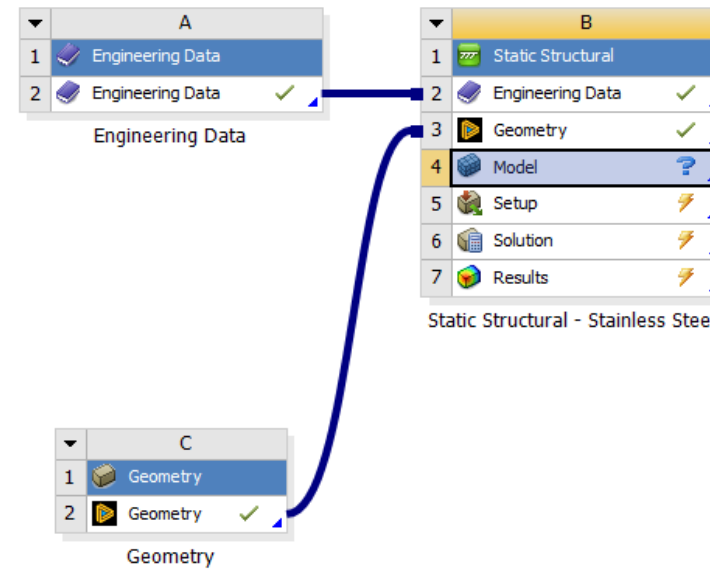 A
1 Engineering Data
2 Engineering Data
Engineering Data
B
1 Static Structural
2 Engineering Data
3 Geometry
4 Model ?
5 Setup
6 Solution
7 Results
Static Structural - Stainless Stee
C
1 Geometry
2 Geometry
Geometry